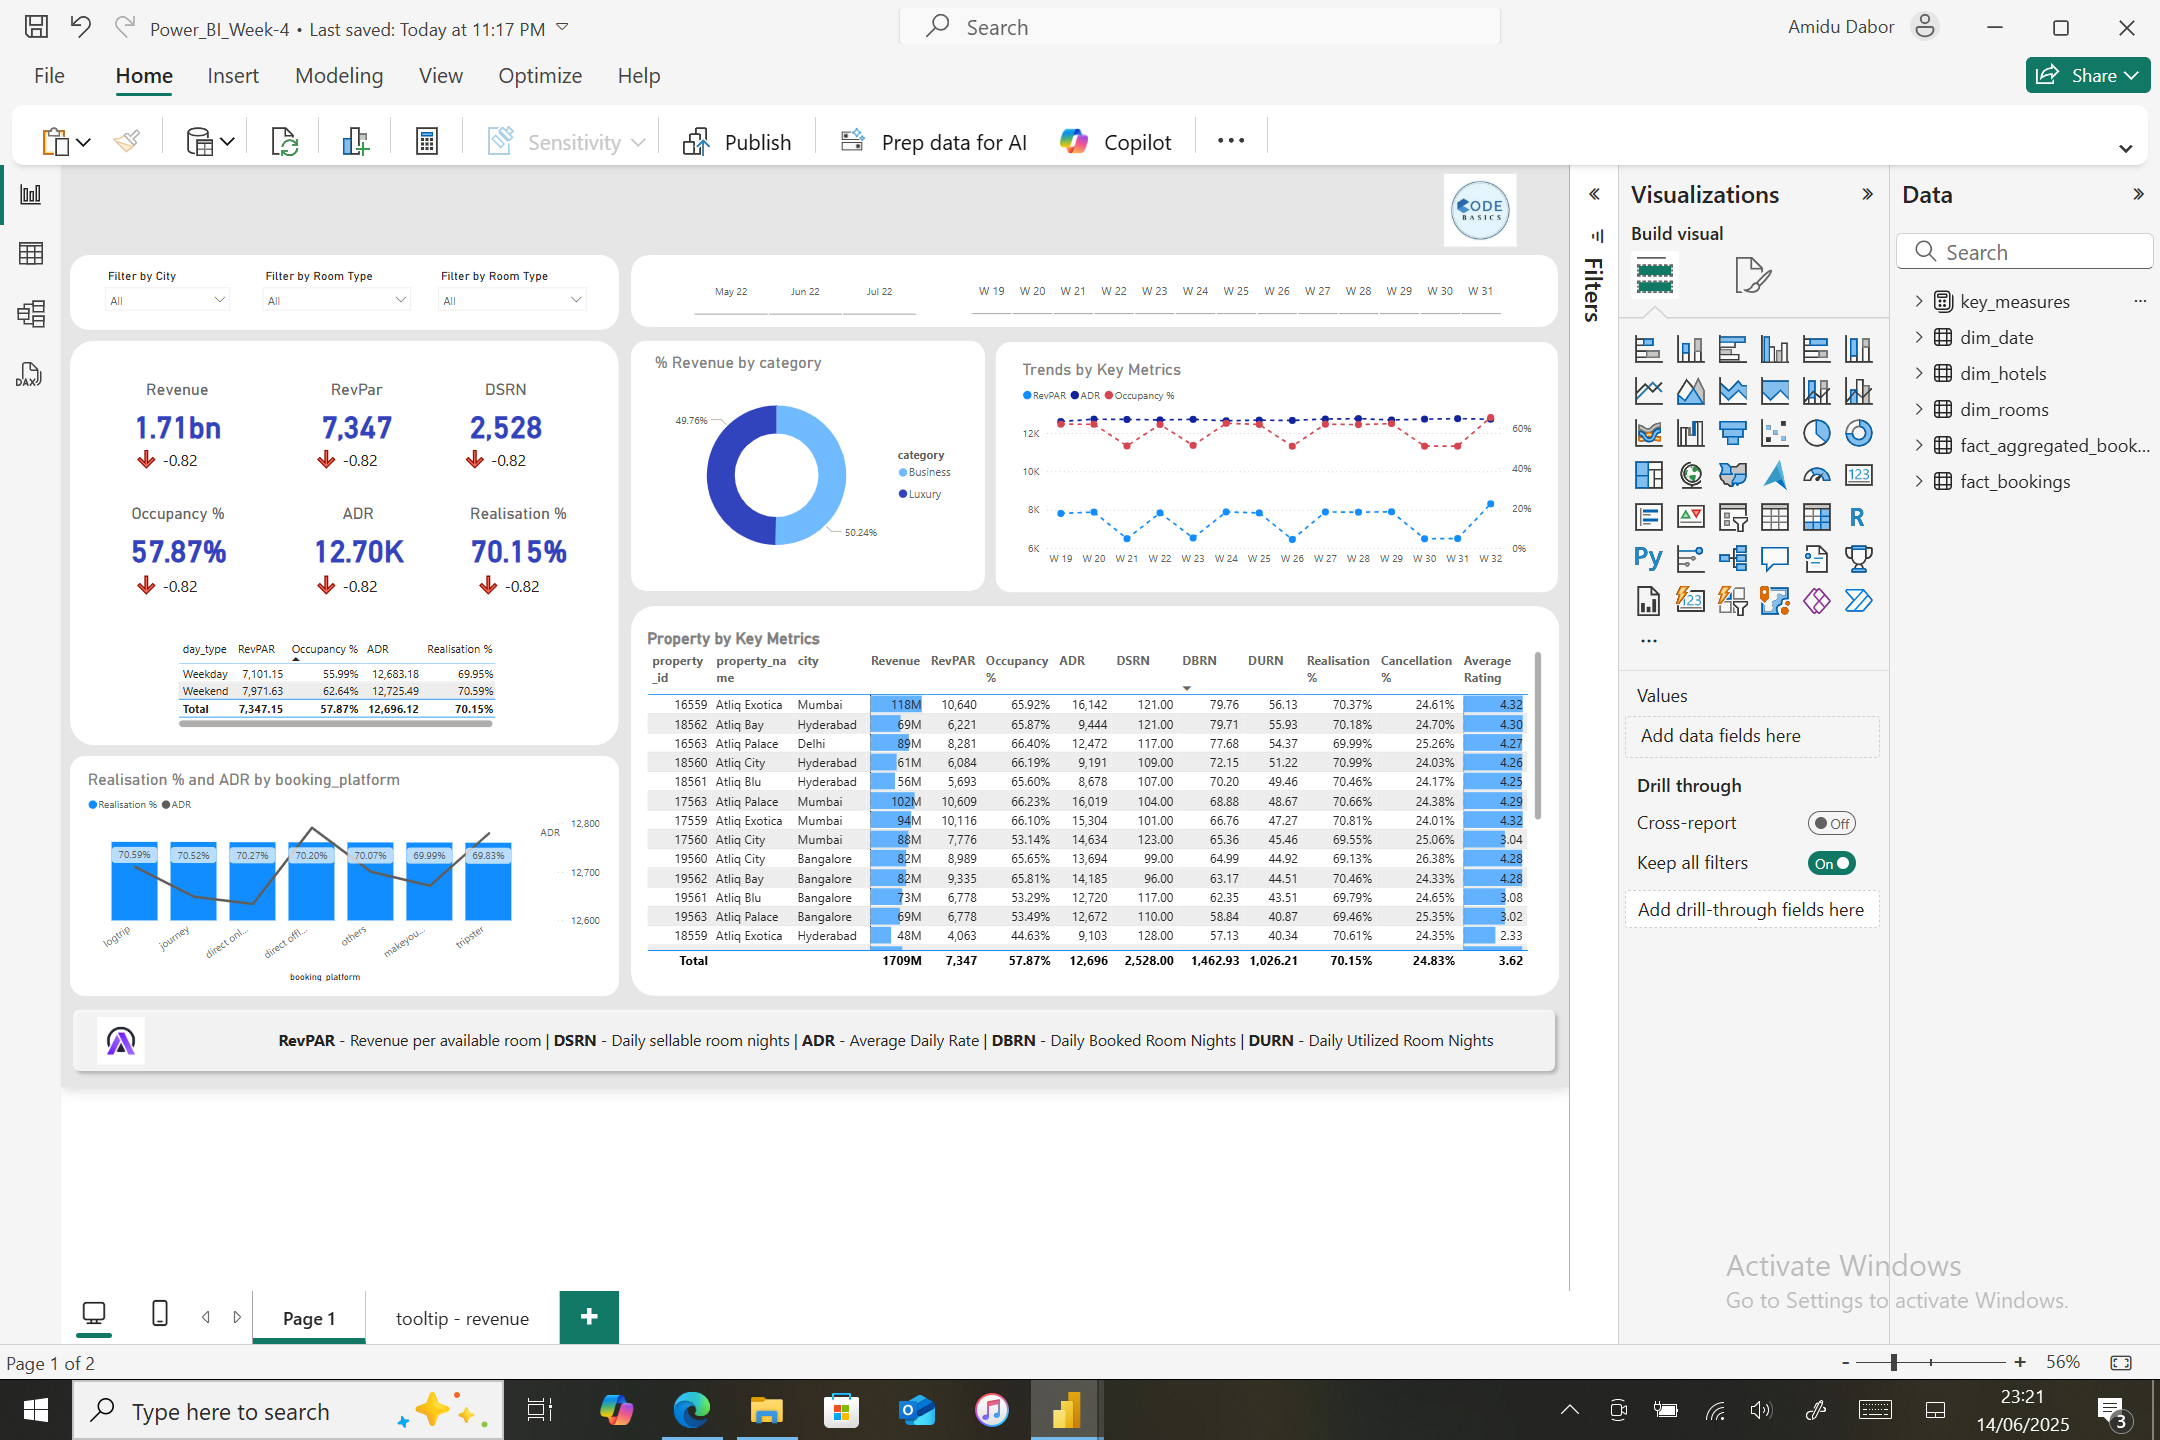 Power_BI_Week-4 • Last saved: Today at 11:17 PM
Search
Amidu Dabor
File Home Insert Modeling View Optimize Help
Share
Sensitivity
Publish
Prep data for AI
Copilot
CODE
BASICS
Filter by City
All
Filter by Room Type
All
Filter by Room Type
All
May 22 Jun 22 Jul 22
W 19 W 20 W 21 W 22 W 23 W 24 W 25 W 26 W 27 W 28 W 29 W 30 W 31
Revenue RevPar DSRN
1.71bn 7,347 2,528
-0.82 -0.82 -0.82
Occupancy % ADR Realisation %
57.87% 12.70K 70.15%
-0.82 -0.82 -0.82
day_type RevPAR Occupancy % ADR Realisation %
Weekday 7,101.15 55.99% 12,683.18 69.95%
Weekend 7,971.63 62.64% 12,725.49 70.59%
Total 7,347.15 57.87% 12,696.12 70.15%
% Revenue by category
49.76%
50.24%
category
Business
Luxury
Trends by Key Metrics
RevPAR ADR Occupancy %
12K
10K
8K
6K
60%
40%
20%
0%
W 19 W 20 W 21 W 22 W 23 W 24 W 25 W 26 W 27 W 28 W 29 W 30 W 31 W 32
Realisation % and ADR by booking_platform
Realisation % ADR
70.59% 70.52% 70.27% 70.20% 70.07% 69.99% 69.83%
ADR
12,800
12,700
12,600
logtrip journey direct onl... direct offl... others makeyou... tripster
booking_platform
Property by Key Metrics
property_id property_name city Revenue RevPAR Occupancy % ADR DSRN DBRN DURN Realisation % Cancellation % Average Rating
16559 Atliq Exotica Mumbai 118M 10,640 65.92% 16,142 121.00 79.76 56.13 70.37% 24.61% 4.32
18562 Atliq Bay Hyderabad 69M 6,221 65.87% 9,444 121.00 79.71 55.93 70.18% 24.70% 4.30
16563 Atliq Palace Delhi 89M 8,281 66.40% 12,472 117.00 77.68 54.37 69.99% 25.26% 4.27
18560 Atliq City Hyderabad 61M 6,084 66.19% 9,191 109.00 72.15 51.22 70.99% 24.03% 4.26
18561 Atliq Blu Hyderabad 56M 5,693 65.60% 8,678 107.00 70.20 49.46 70.46% 24.17% 4.25
17563 Atliq Palace Mumbai 102M 10,609 66.23% 16,019 104.00 68.88 48.67 70.66% 24.38% 4.29
17559 Atliq Exotica Mumbai 94M 10,116 66.10% 15,304 101.00 66.76 47.27 70.81% 24.01% 4.32
17560 Atliq City Mumbai 88M 7,776 53.14% 14,634 123.00 65.36 45.46 69.55% 25.06% 3.04
19560 Atliq City Bangalore 82M 8,989 65.65% 13,694 99.00 64.99 44.92 69.13% 26.38% 4.28
19562 Atliq Bay Bangalore 82M 9,335 65.81% 14,185 96.00 63.17 44.51 70.46% 24.33% 4.28
19561 Atliq Blu Bangalore 73M 6,778 53.29% 12,720 117.00 62.35 43.51 69.79% 24.65% 3.08
19563 Atliq Palace Bangalore 69M 6,778 53.49% 12,672 110.00 58.84 40.87 69.46% 25.35% 3.02
18559 Atliq Exotica Hyderabad 48M 4,063 44.63% 9,103 128.00 57.13 40.34 70.61% 24.35% 2.33
Total 1709M 7,347 57.87% 12,696 2,528.00 1,462.93 1,026.21 70.15% 24.83% 3.62
RevPAR - Revenue per available room | DSRN - Daily sellable room nights | ADR - Average Daily Rate | DBRN - Daily Booked Room Nights | DURN - Daily Utilized Room Nights
Filters
Visualizations
Build visual
123
R
Py
123
Values
Add data fields here
Drill through
Cross-report Off
Keep all filters On
Add drill-through fields here
Data
Search
key_measures
dim_date
dim_hotels
dim_rooms
fact_aggregated_book...
fact_bookings
DAX
Activate Windows
Go to Settings to activate Windows.
Page 1
tooltip - revenue
+
Page 1 of 2
- + 56%
Type here to search
23:21
14/06/2025
3